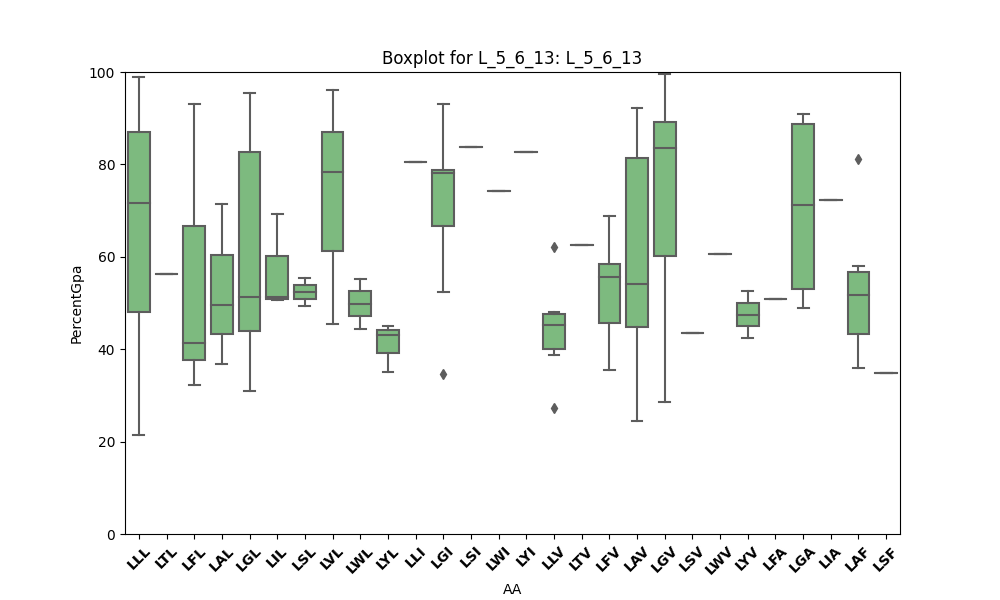 Boxplot for L_5_6_13: L_5_6_13
100
80
60
40
20
0
PercentGpa
LLL LTL LFL LAL LGL LIL LSL LVL LWL LYL LLI LGI LSI LWI LYI LLV LTV LFV LAV LGV LSV LWV LYV LFA LGA LIA LAF LSF
AA